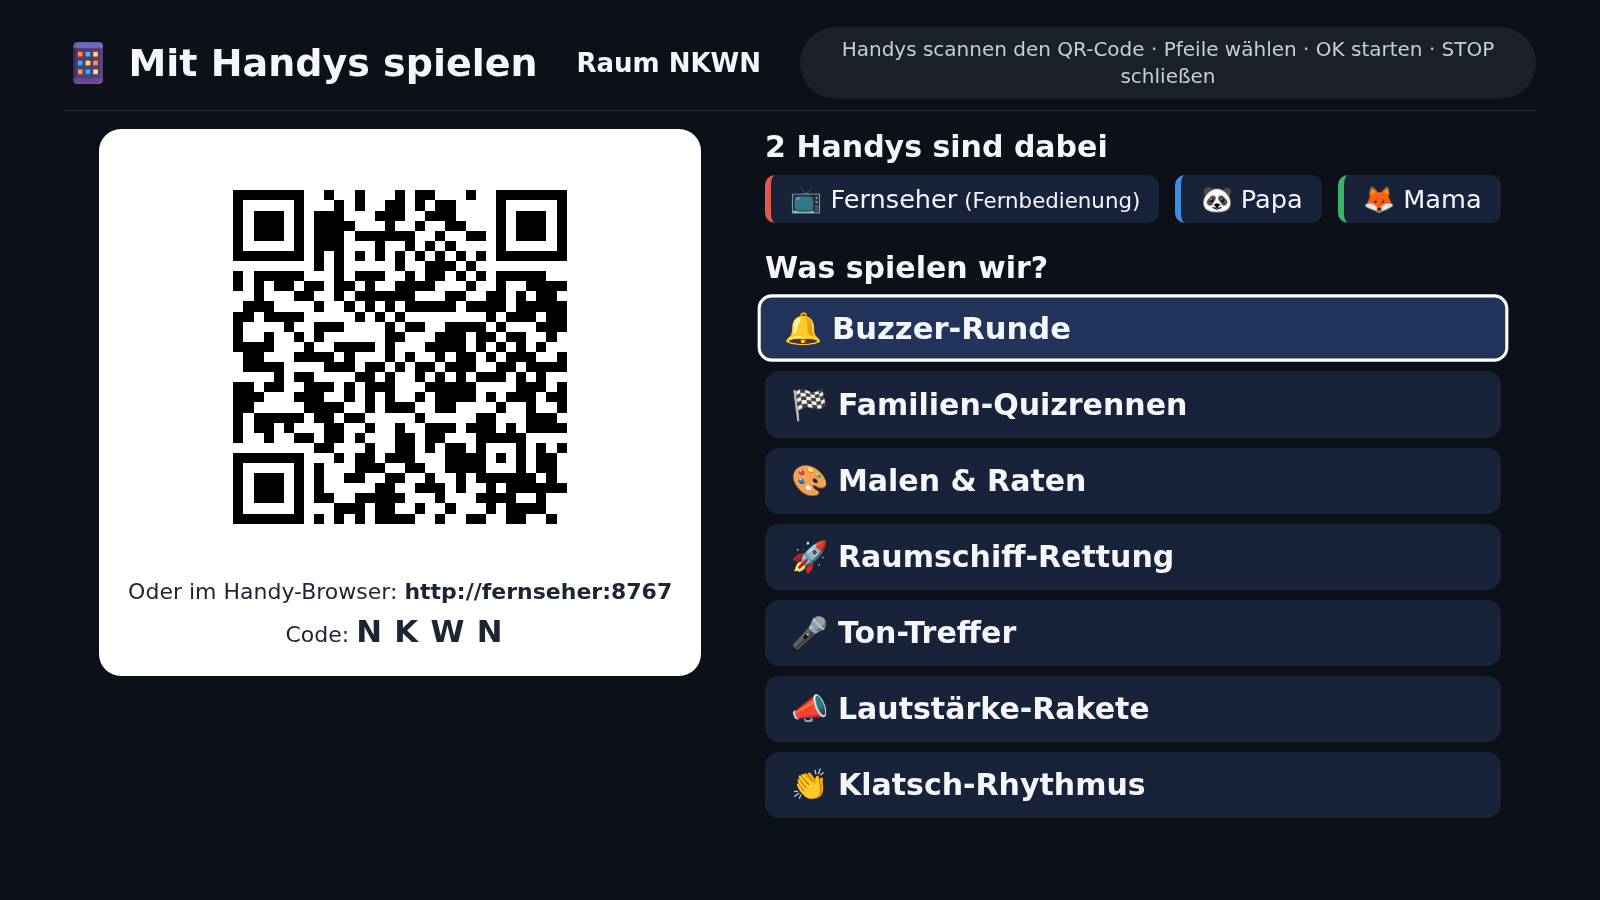 Mit Handys spielen
Raum NKWN
Handys scannen den QR-Code · Pfeile wählen · OK starten · STOP
schließen
Oder im Handy-Browser: http://fernseher:8767
Code: N K W N
2 Handys sind dabei
Fernseher (Fernbedienung)
Papa
Mama
Was spielen wir?
Buzzer-Runde
Familien-Quizrennen
Malen & Raten
Raumschiff-Rettung
Ton-Treffer
Lautstärke-Rakete
Klatsch-Rhythmus